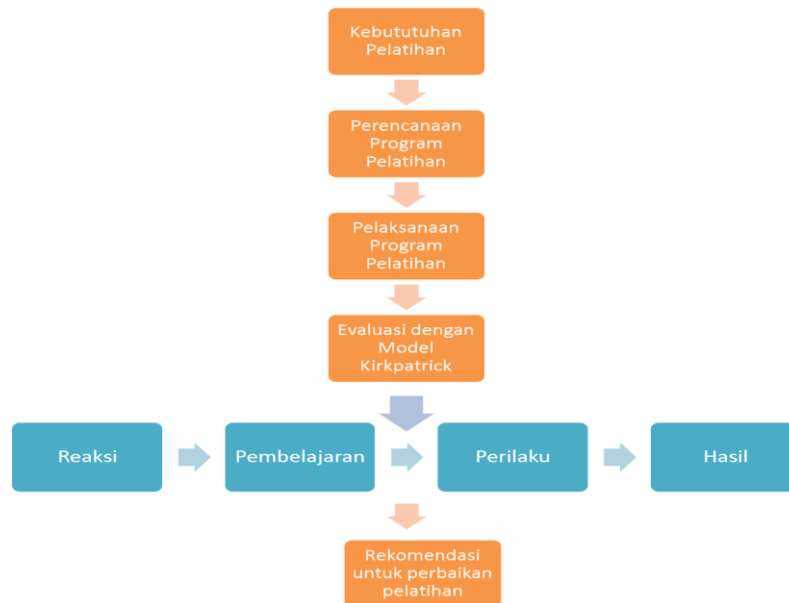 Kebututuhan
Pelatihan
Perencanaan
Program
Pelatihan
Pelaksanaan
Program
Pelatihan
Evaluasi dengan
Model
Kirkpatrick
Reaksi
Pembelajaran
Perilaku
Hasil
Rekomendasi
untuk perbaikan
pelatihan